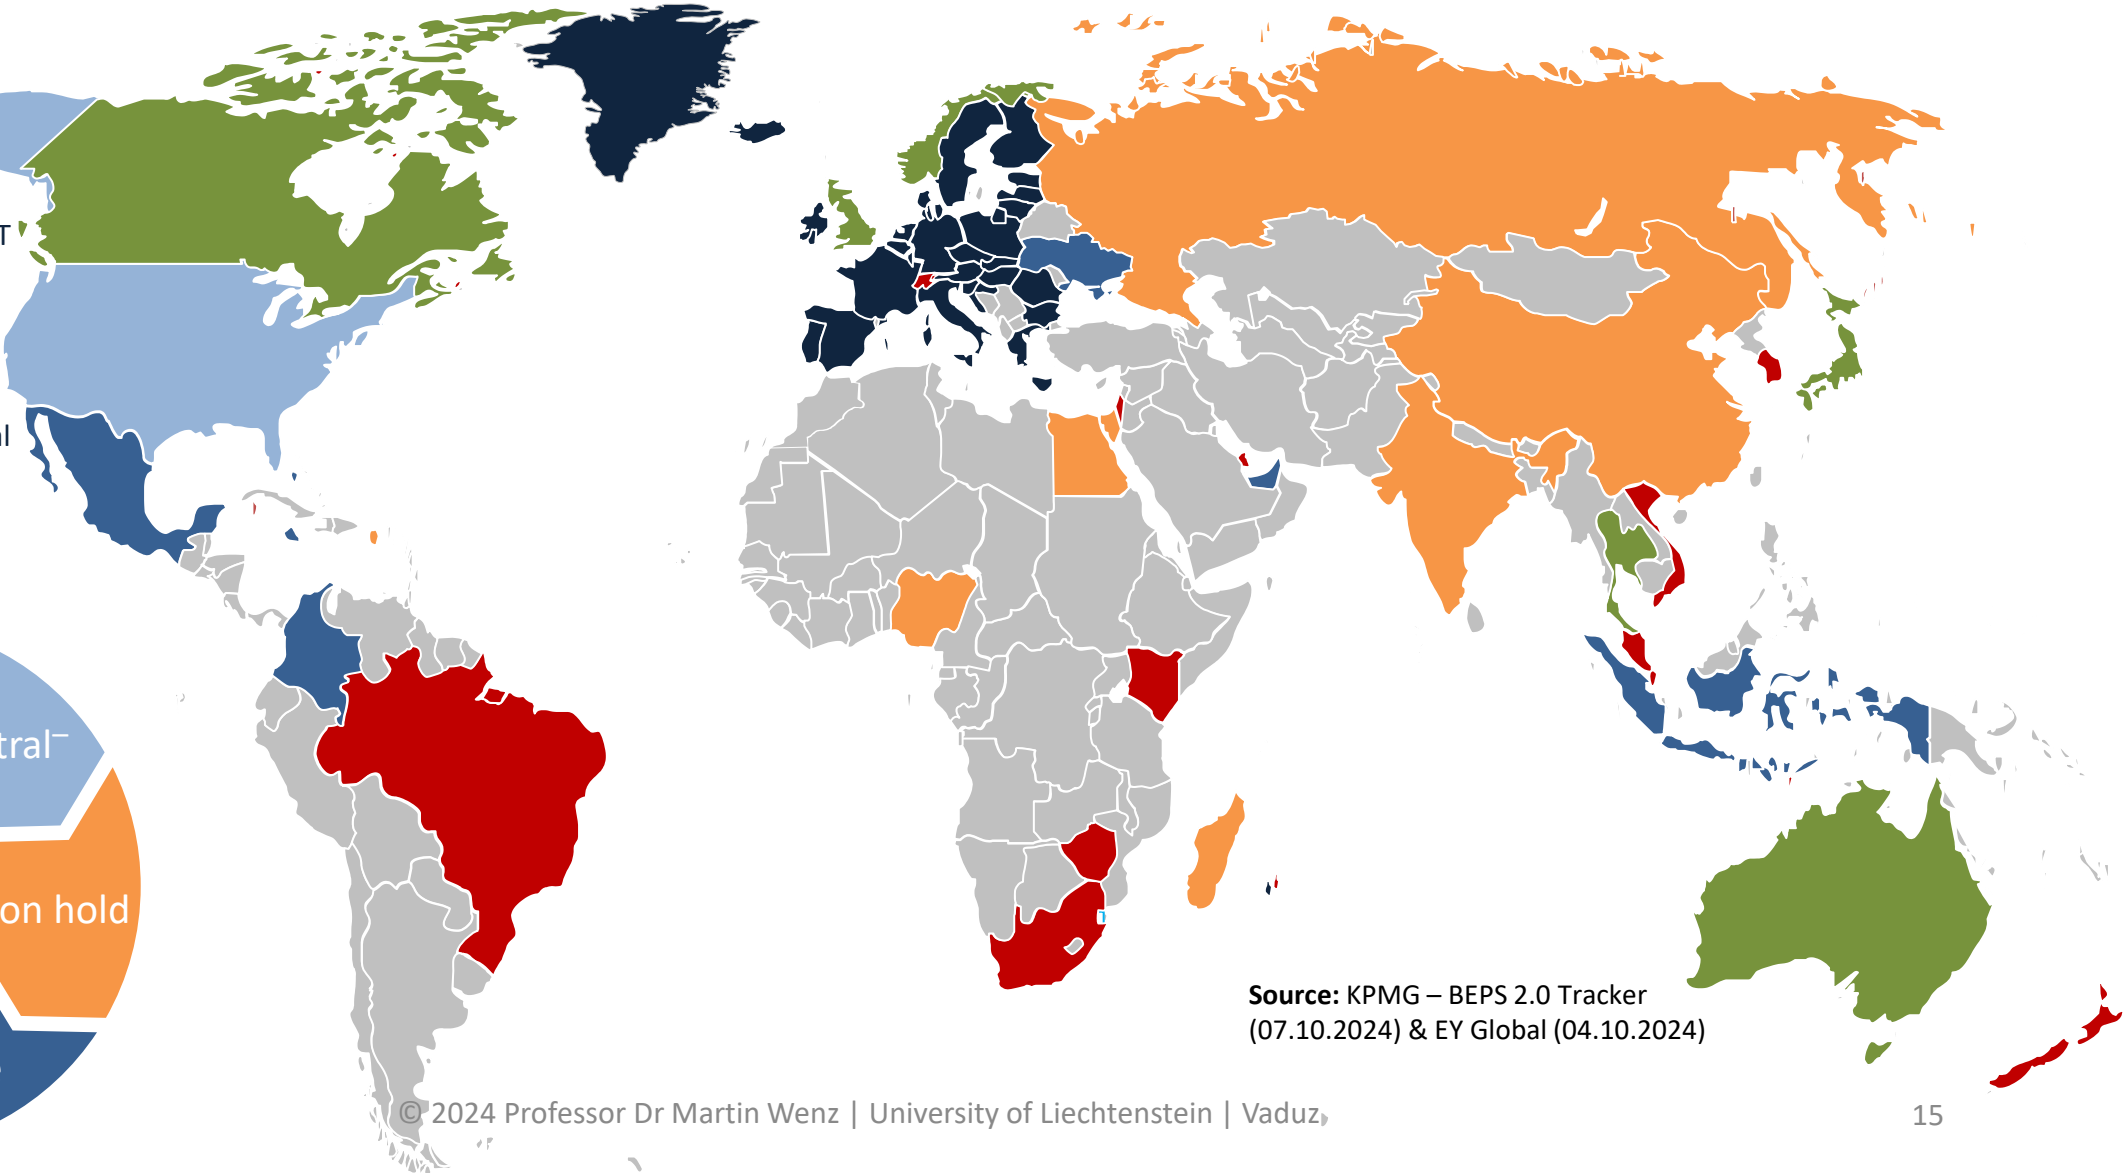 T
al
tral–
on hold
Source: KPMG – BEPS 2.0 Tracker
(07.10.2024) & EY Global (04.10.2024)
© 2024 Professor Dr Martin Wenz | University of Liechtenstein | Vaduz
15